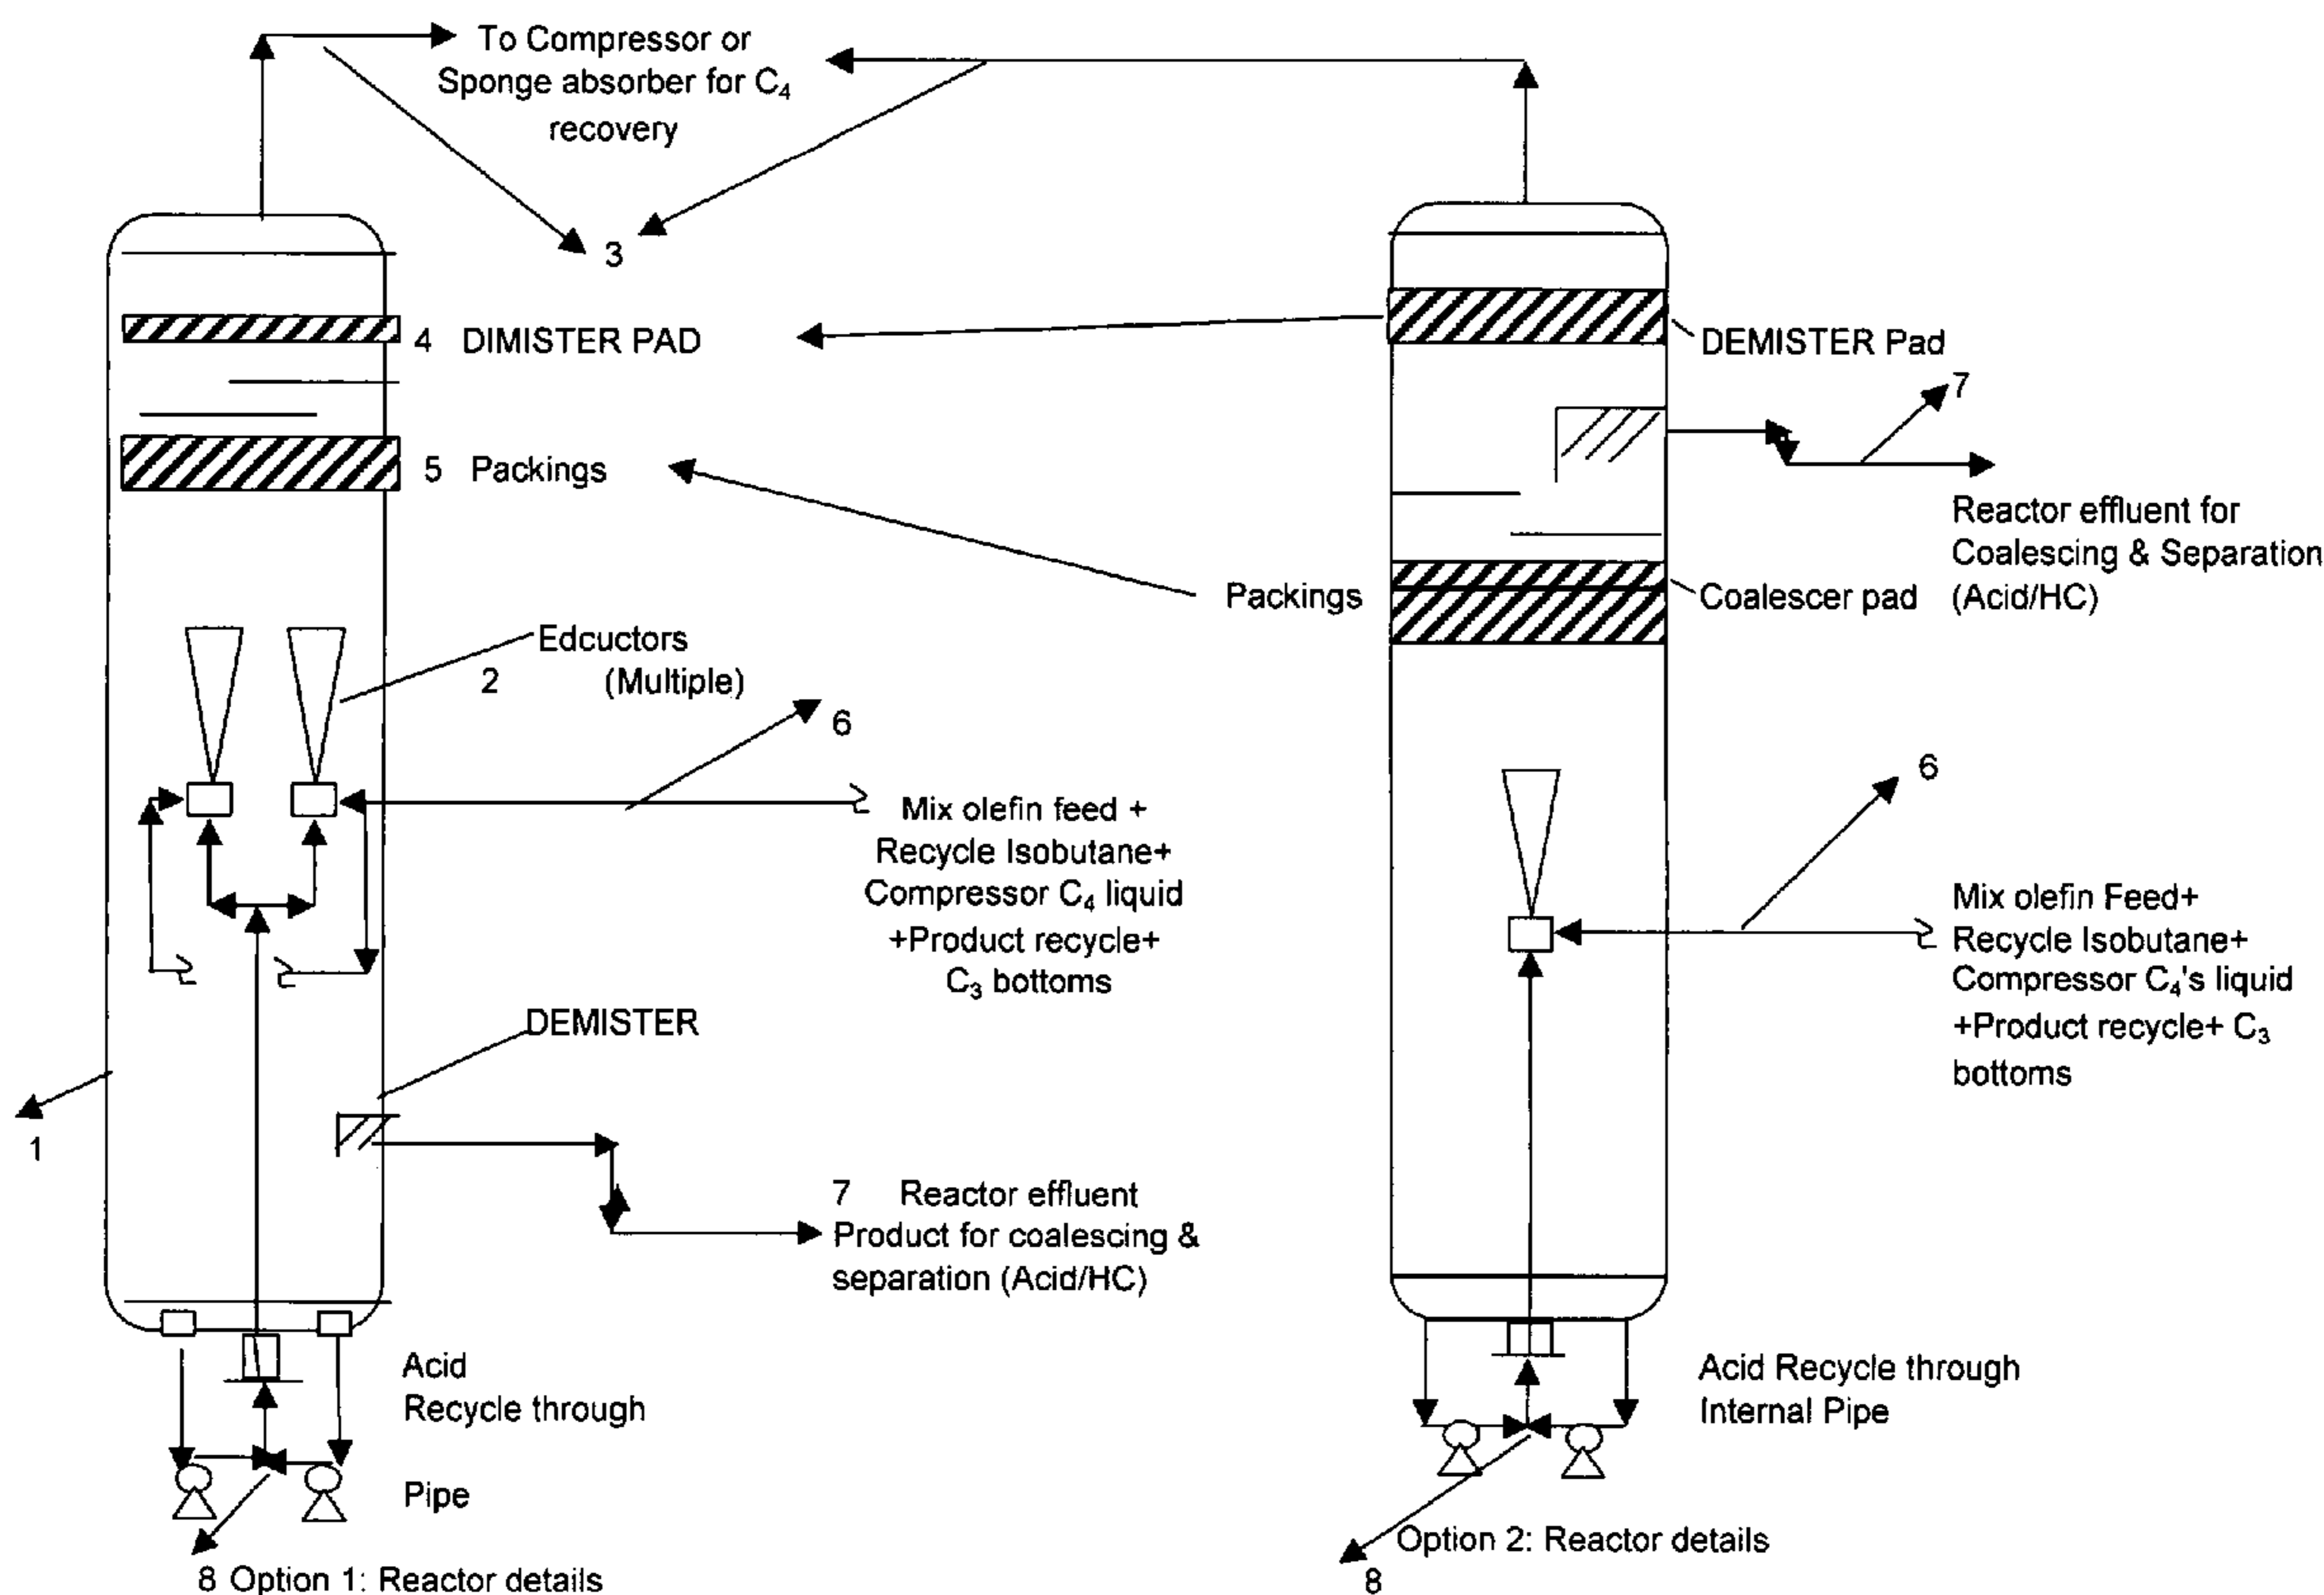 To Compressor or
Sponge absorber for C₄
recovery
3
4 DIMISTER PAD
DEMISTER Pad
7
5 Packings
Reactor effluent for
Coalescing & Separation
(Acid/HC)
Packings
Coalescer pad
Edcuctors
2 (Multiple)
6
Mix olefin feed +
Recycle Isobutane+
Compressor C₄ liquid
+Product recycle+
C₃ bottoms
6
Mix olefin Feed+
Recycle Isobutane+
Compressor C₄'s liquid
+Product recycle+ C₃
bottoms
DEMISTER
1
7 Reactor effluent
Product for coalescing &
separation (Acid/HC)
Acid
Recycle through
Pipe
Acid Recycle through
Internal Pipe
8 Option 1: Reactor details
Option 2: Reactor details
8